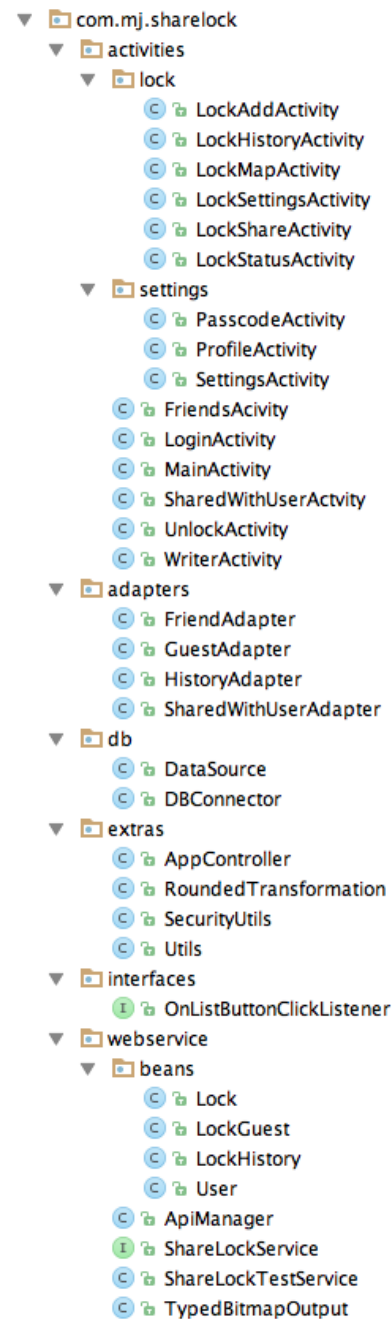 com.mj.sharelock
activities
lock
C LockAddActivity
C LockHistoryActivity
C LockMapActivity
C LockSettingsActivity
C LockShareActivity
C LockStatusActivity
settings
C PasscodeActivity
C ProfileActivity
C SettingsActivity
C FriendsAcivity
C LoginActivity
C MainActivity
C SharedWithUserActvity
C UnlockActivity
C WriterActivity
adapters
C FriendAdapter
C GuestAdapter
C HistoryAdapter
C SharedWithUserAdapter
db
C DataSource
C DBConnector
extras
C AppController
C RoundedTransformation
C SecurityUtils
C Utils
interfaces
I OnListButtonClickListener
webservice
beans
C Lock
C LockGuest
C LockHistory
C User
C ApiManager
I ShareLockService
C ShareLockTestService
C TypedBitmapOutput